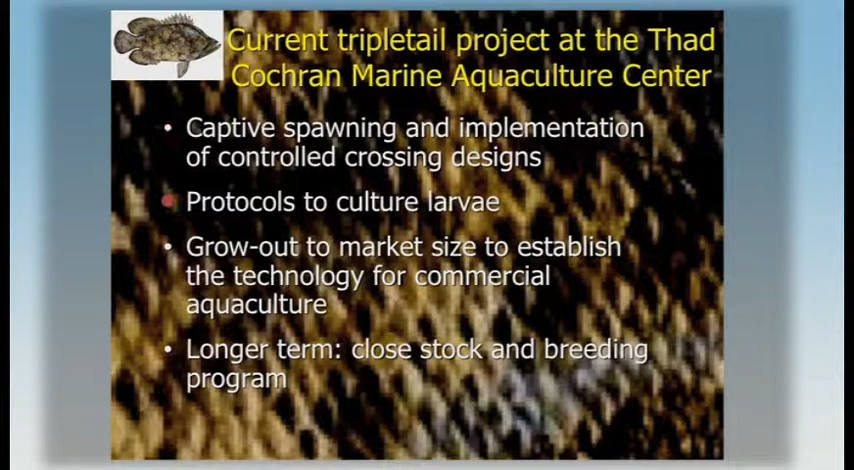 Current tripletail project at the Thad
Cochran Marine Aquaculture Center
• Captive spawning and implementation
of controlled crossing designs
• Protocols to culture larvae
• Grow-out to market size to establish
the technology for commercial
aquaculture
• Longer term: close stock and breeding
program